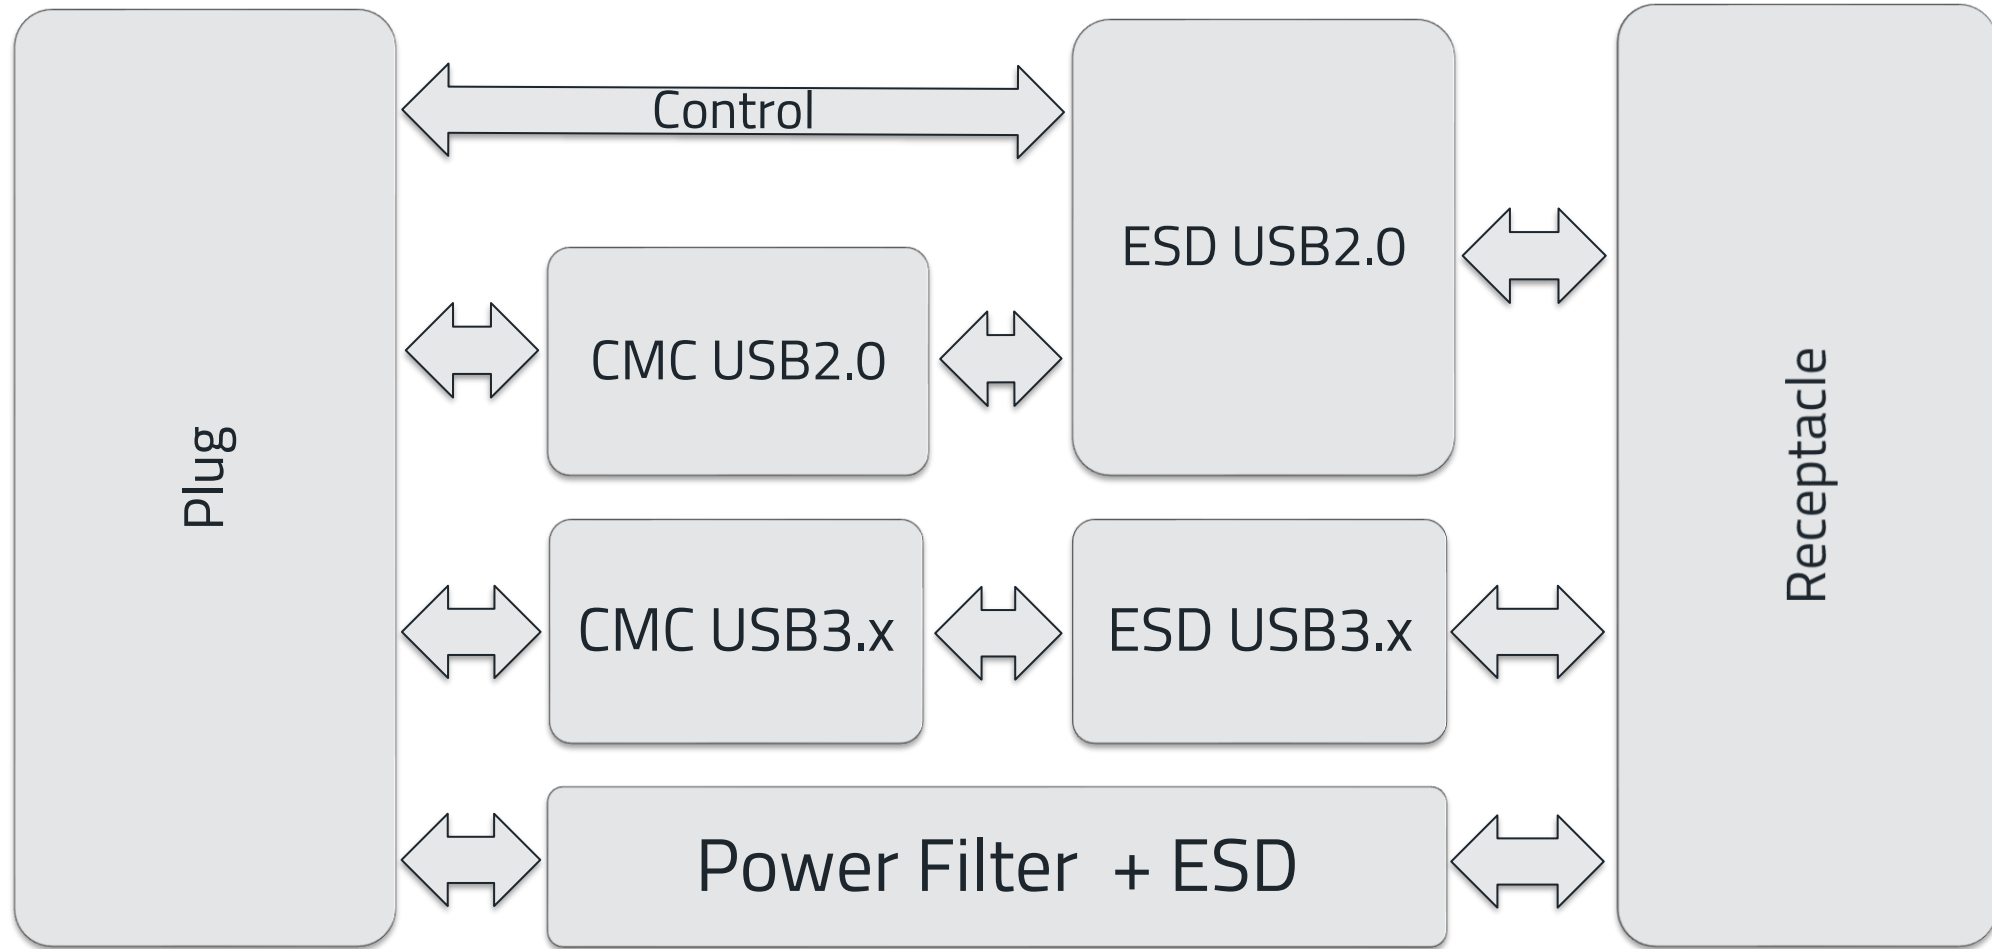 Control
ESD USB2.0
CMC USB2.0
Plug
Receptacle
CMC USB3.x
ESD USB3.x
Power Filter + ESD